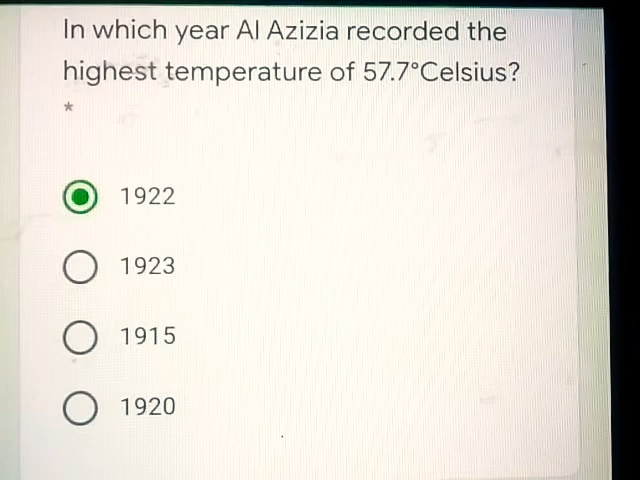 In which year Al Azizia recorded the
highest temperature of 57.7°Celsius?
*
1922
1923
1915
1920